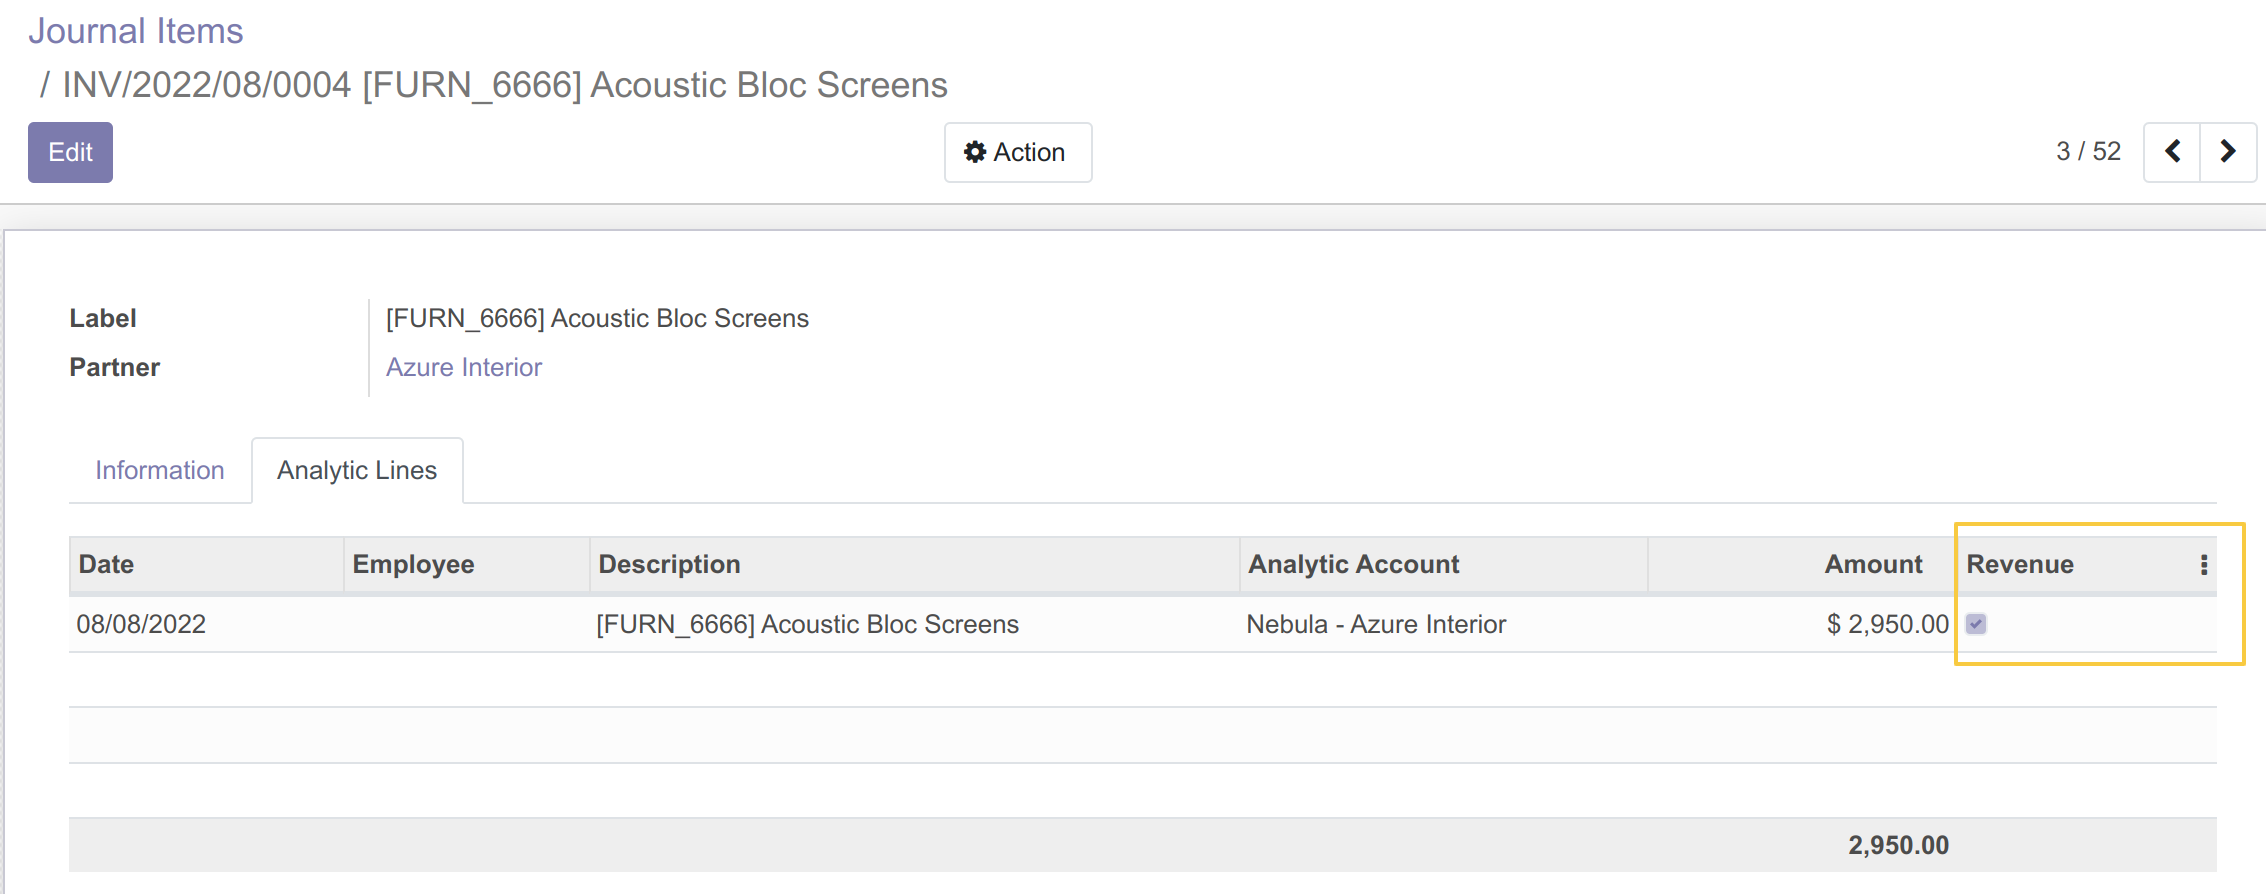 Journal Items
/ INV/2022/08/0004 [FURN_6666] Acoustic Bloc Screens
Edit Action 3 / 52
Label [FURN_6666] Acoustic Bloc Screens
Partner Azure Interior
Information Analytic Lines
Date Employee Description Analytic Account Amount Revenue
08/08/2022 [FURN_6666] Acoustic Bloc Screens Nebula - Azure Interior $ 2,950.00
2,950.00